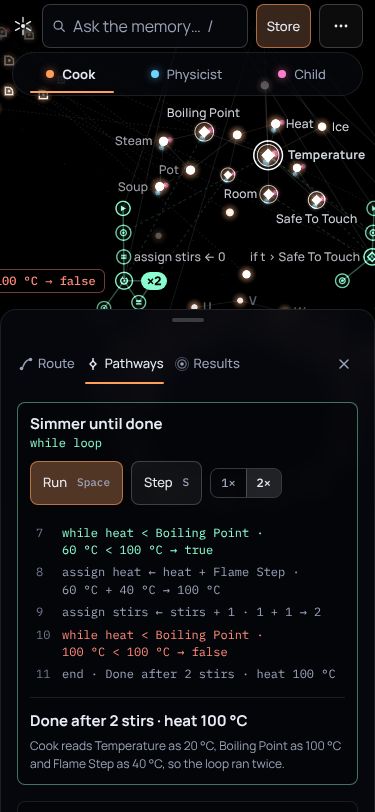 Ask the memory… /
Store
Cook
Physicist
Child
Boiling Point
Steam
Heat
Ice
Temperature
Pot
Soup
Room
Safe To Touch
assign stirs ← 0
if t > Safe To Touch
00 °C → false
×2
V
Route
Pathways
Results
Simmer until done
while loop
Run Space
Step S
1×
2×
7 while heat < Boiling Point ·
60 °C < 100 °C → true
8 assign heat ← heat + Flame Step ·
60 °C + 40 °C → 100 °C
9 assign stirs ← stirs + 1 · 1 + 1 → 2
10 while heat < Boiling Point ·
100 °C < 100 °C → false
11 end · Done after 2 stirs · heat 100 °C
Done after 2 stirs · heat 100 °C
Cook reads Temperature as 20 °C, Boiling Point as 100 °C
and Flame Step as 40 °C, so the loop ran twice.